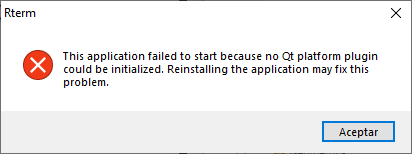 Rterm
This application failed to start because no Qt platform plugin
could be initialized. Reinstalling the application may fix this
problem.
Aceptar